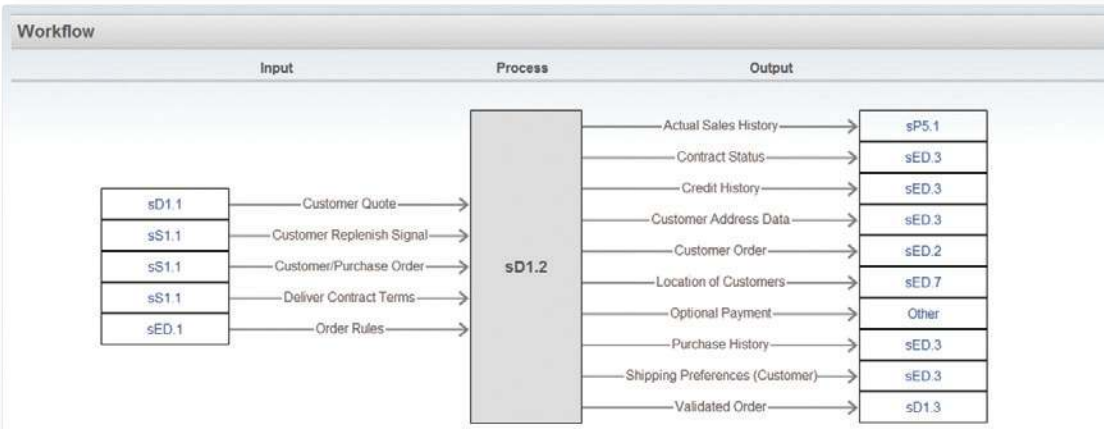 Workflow
Input Process Output
Actual Sales History sP5.1
Contract Status sED.3
Credit History sED.3
sD1.1 Customer Quote Customer Address Data sED.3
sS1.1 Customer Replenish Signal Customer Order sED.2
sS1.1 Customer/Purchase Order sD1.2 Location of Customers sED.7
sS1.1 Deliver Contract Terms Optional Payment Other
sED.1 Order Rules Purchase History sED.3
Shipping Preferences (Customer) sED.3
Validated Order sD1.3